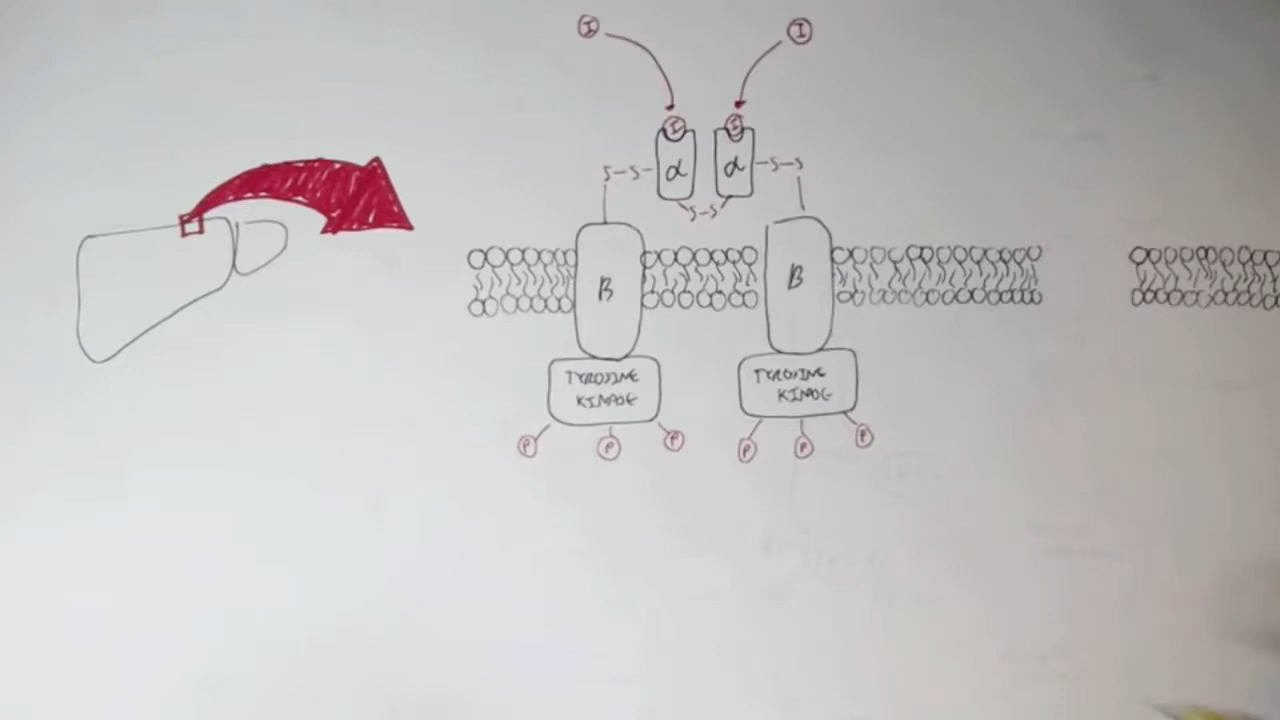 I I
I I
α α
S-S- -S-S
S-S
B B
TYROSINE TYROSINE
KINASE KINASE
P P P P P P